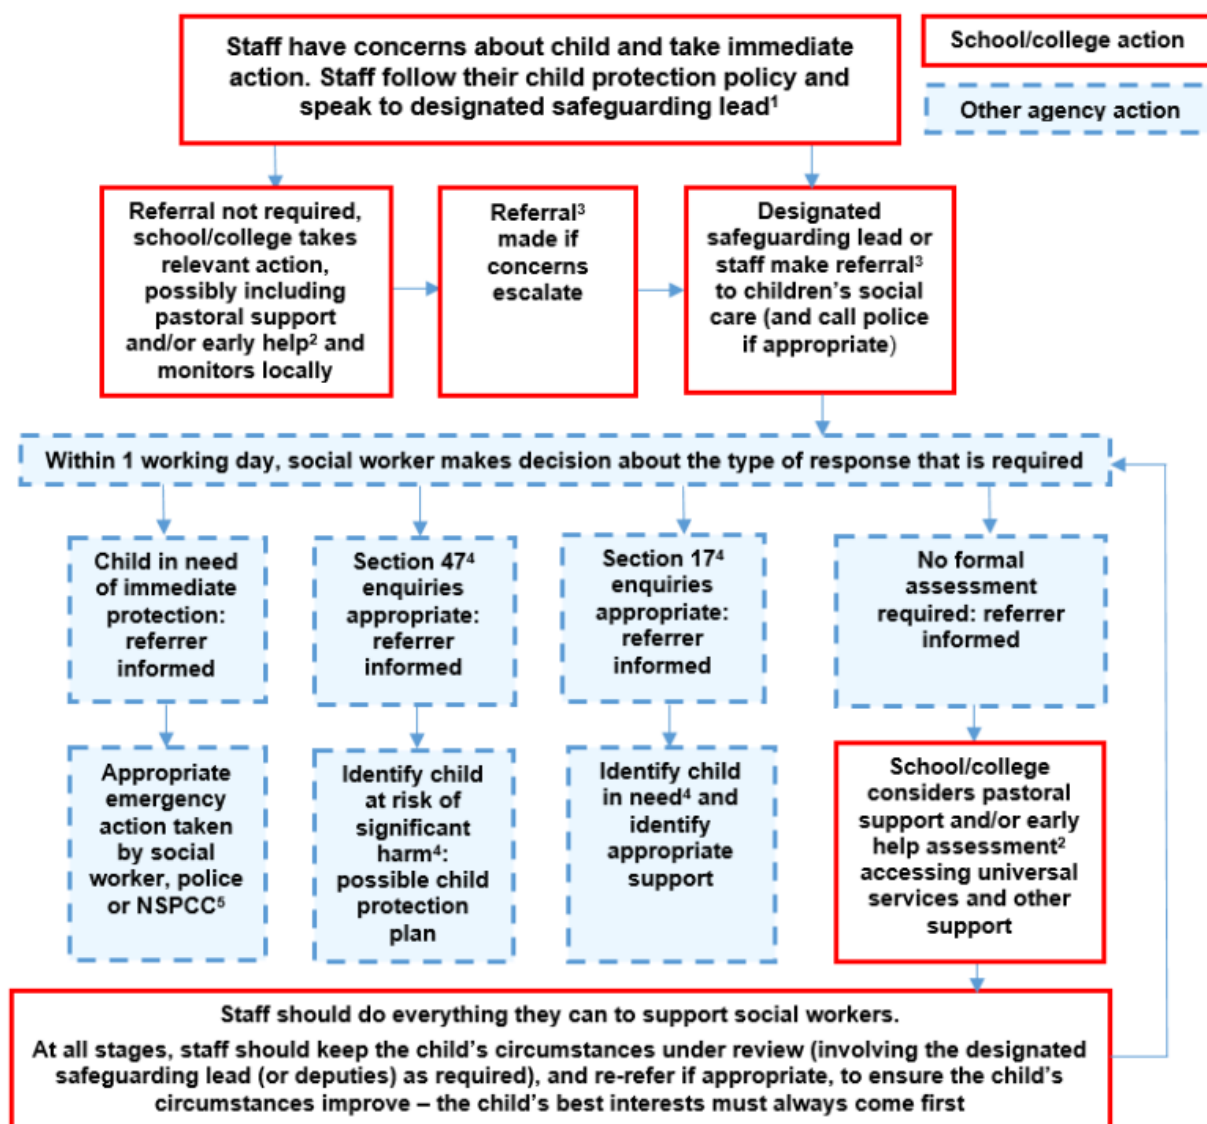 Staff have concerns about child and take immediate
action. Staff follow their child protection policy and
speak to designated safeguarding lead¹
School/college action
Other agency action
Referral not required,
school/college takes
relevant action,
possibly including
pastoral support
and/or early help² and
monitors locally
Referral³
made if
concerns
escalate
Designated
safeguarding lead or
staff make referral³
to children's social
care (and call police
if appropriate)
Within 1 working day, social worker makes decision about the type of response that is required
Child in need
of immediate
protection:
referrer
informed
Section 47⁴
enquiries
appropriate:
referrer
informed
Section 17⁴
enquiries
appropriate:
referrer
informed
No formal
assessment
required: referrer
informed
Appropriate
emergency
action taken
by social
worker, police
or NSPCC⁵
Identify child
at risk of
significant
harm⁴:
possible child
protection
plan
Identify child
in need⁴ and
identify
appropriate
support
School/college
considers pastoral
support and/or early
help assessment²
accessing universal
services and other
support
Staff should do everything they can to support social workers.
At all stages, staff should keep the child's circumstances under review (involving the designated
safeguarding lead (or deputies) as required), and re-refer if appropriate, to ensure the child's
circumstances improve – the child's best interests must always come first